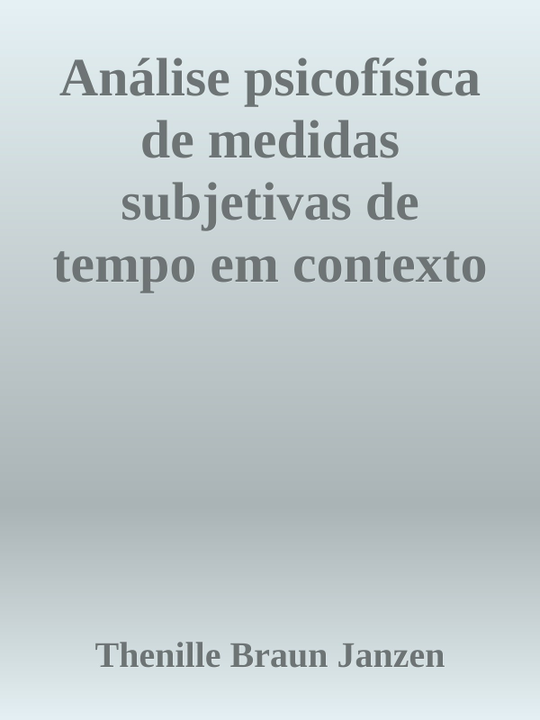 Análise psicofísica
de medidas
subjetivas de
tempo em contexto
Thenille Braun Janzen